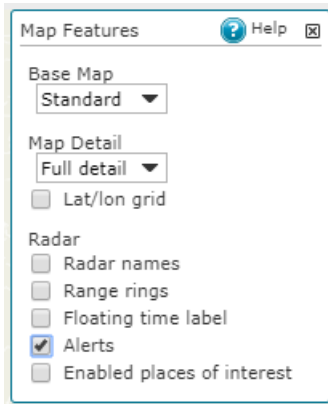 Map Features ? Help
Base Map
Standard
Map Detail
Full detail
Lat/lon grid
Radar
Radar names
Range rings
Floating time label
Alerts
Enabled places of interest